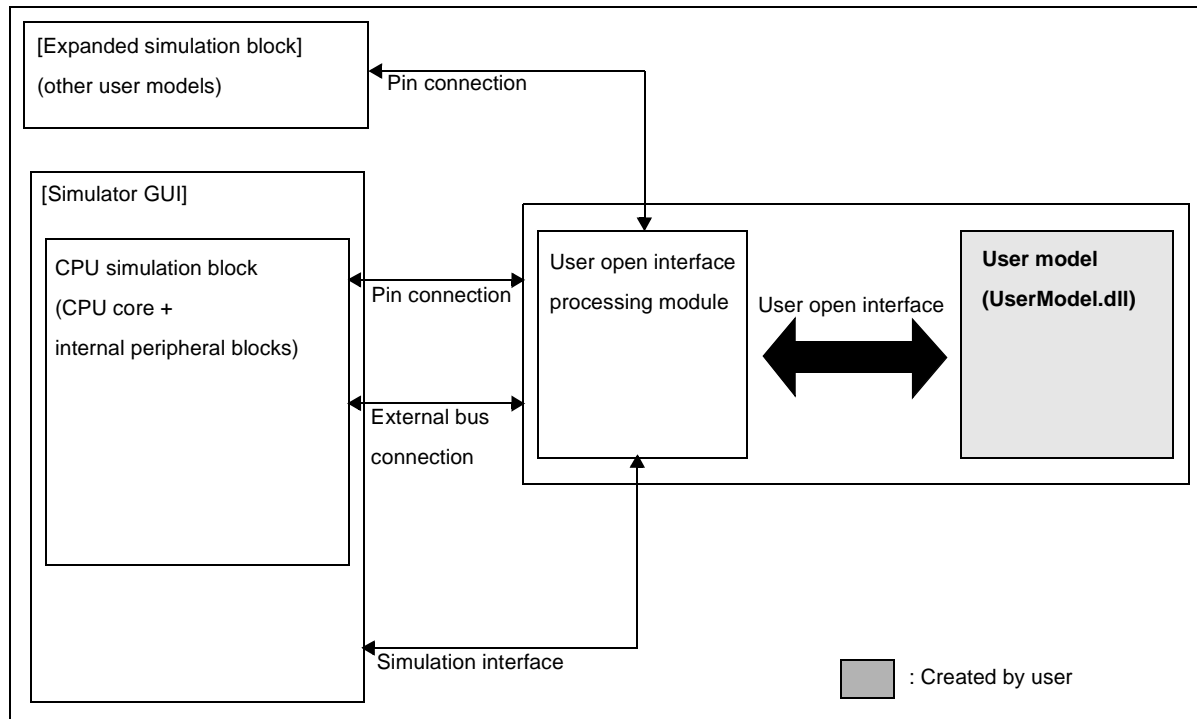 [Expanded simulation block]
(other user models)
Pin connection
[Simulator GUI]
CPU simulation block
(CPU core +
internal peripheral blocks)
Pin connection
External bus
connection
User open interface
processing module
User open interface
User model
(UserModel.dll)
Simulation interface
: Created by user